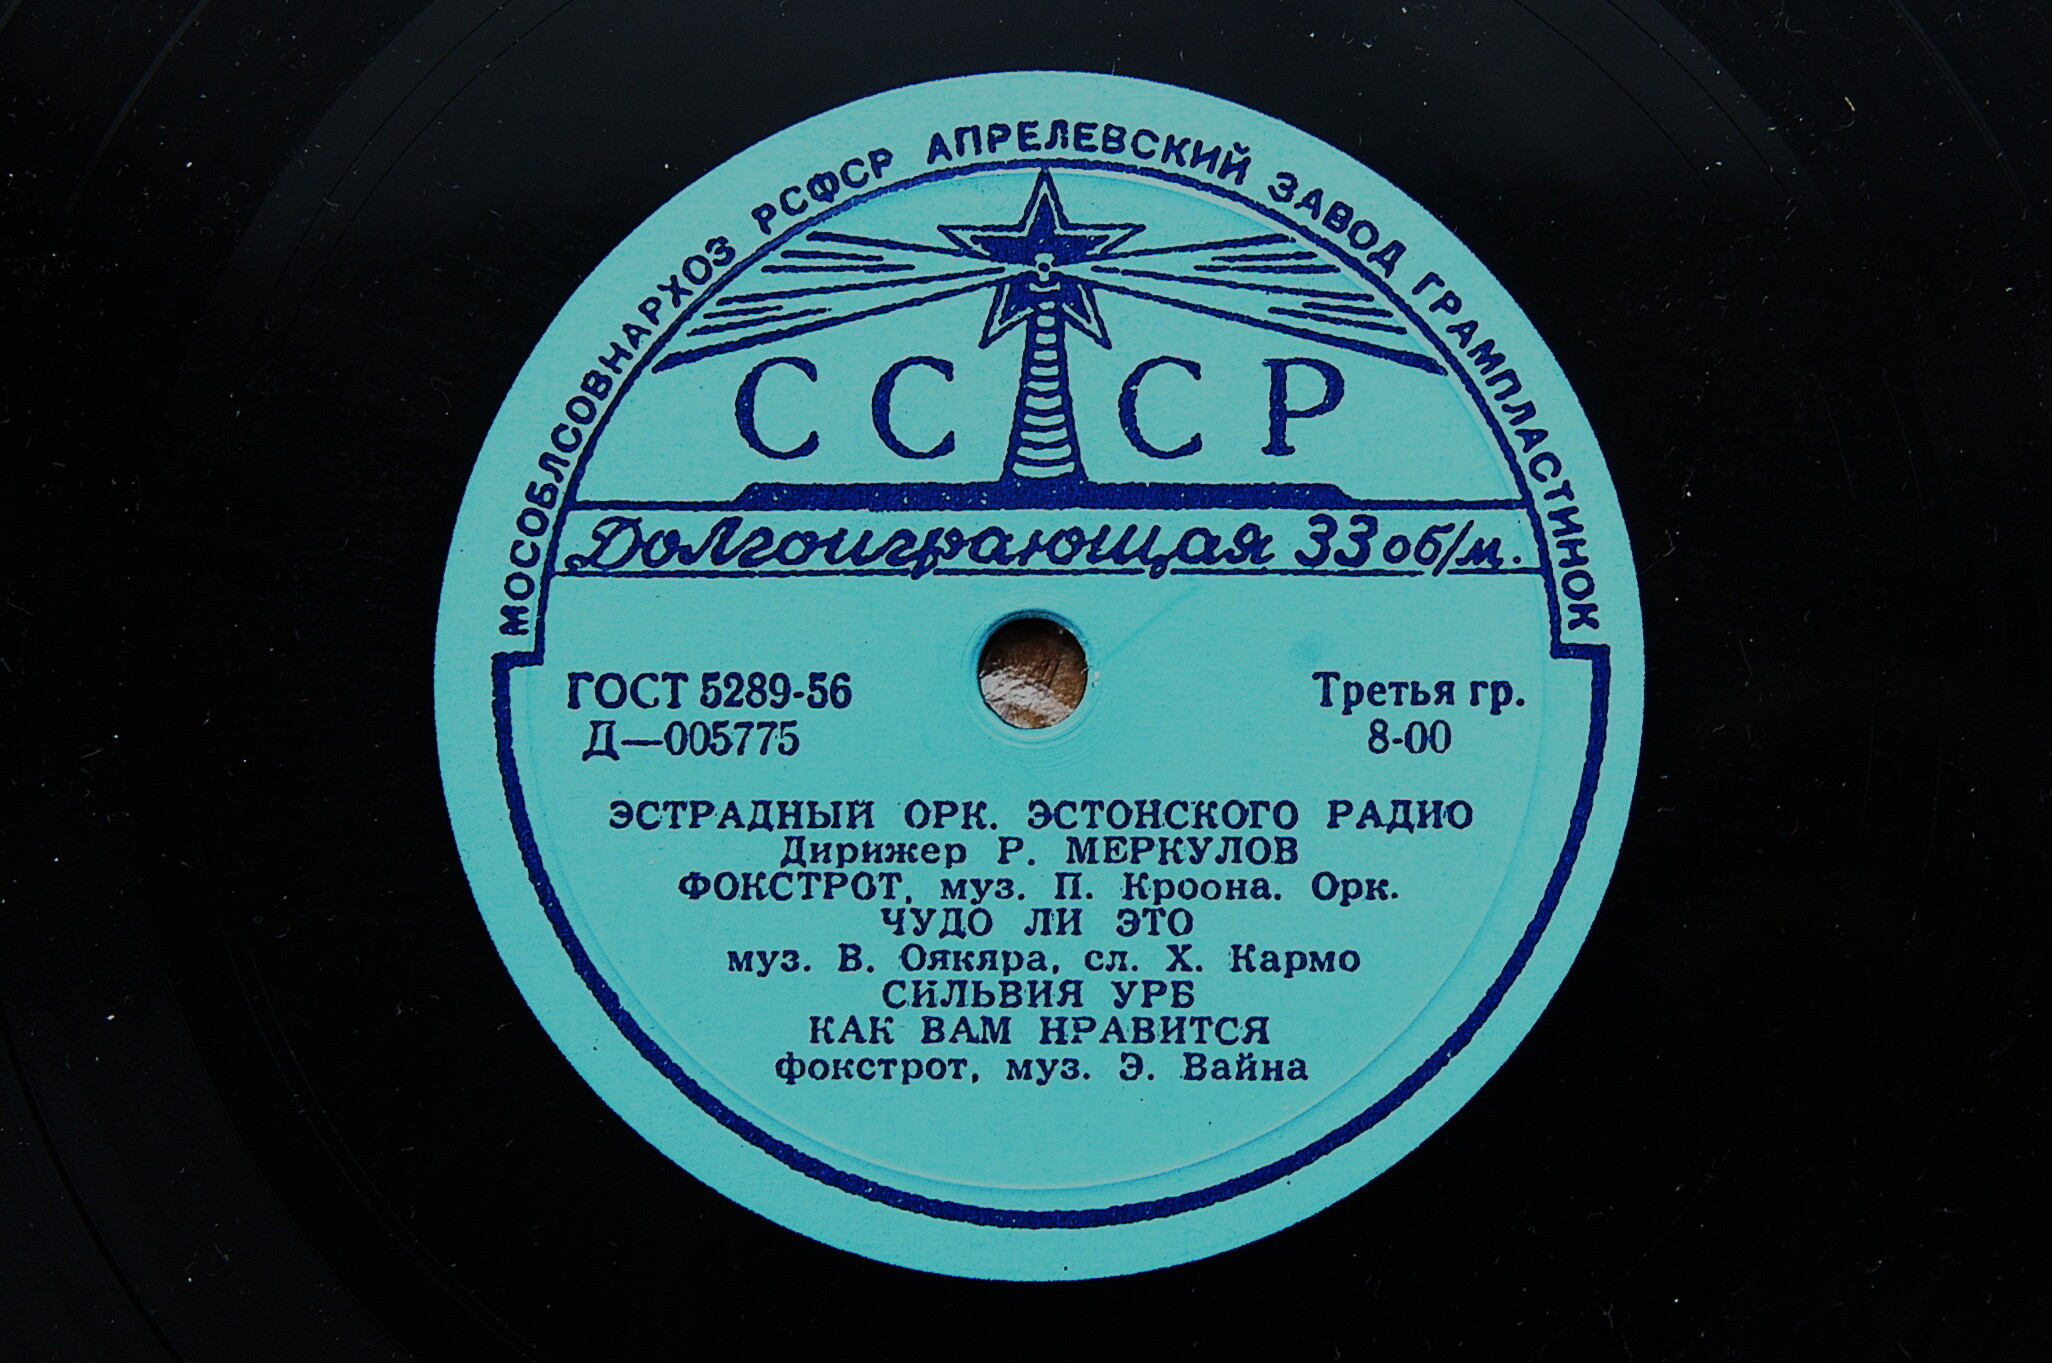 МОСОБЛСОВНАРХОЗ РСФСР АПРЕЛЕВСКИЙ ЗАВОД ГРАМПЛАСТИНОК
СССР
Долгоиграющая 33 об/м.
ГОСТ 5289-56
Д—005775
Третья гр.
8-00
ЭСТРАДНЫЙ ОРК. ЭСТОНСКОГО РАДИО
Дирижер Р. МЕРКУЛОВ
ФОКСТРОТ, муз. П. Кроона. Орк.
ЧУДО ЛИ ЭТО
муз. В. Оякяра, сл. Х. Кармо
СИЛЬВИЯ УРБ
КАК ВАМ НРАВИТСЯ
фокстрот, муз. Э. Вайна